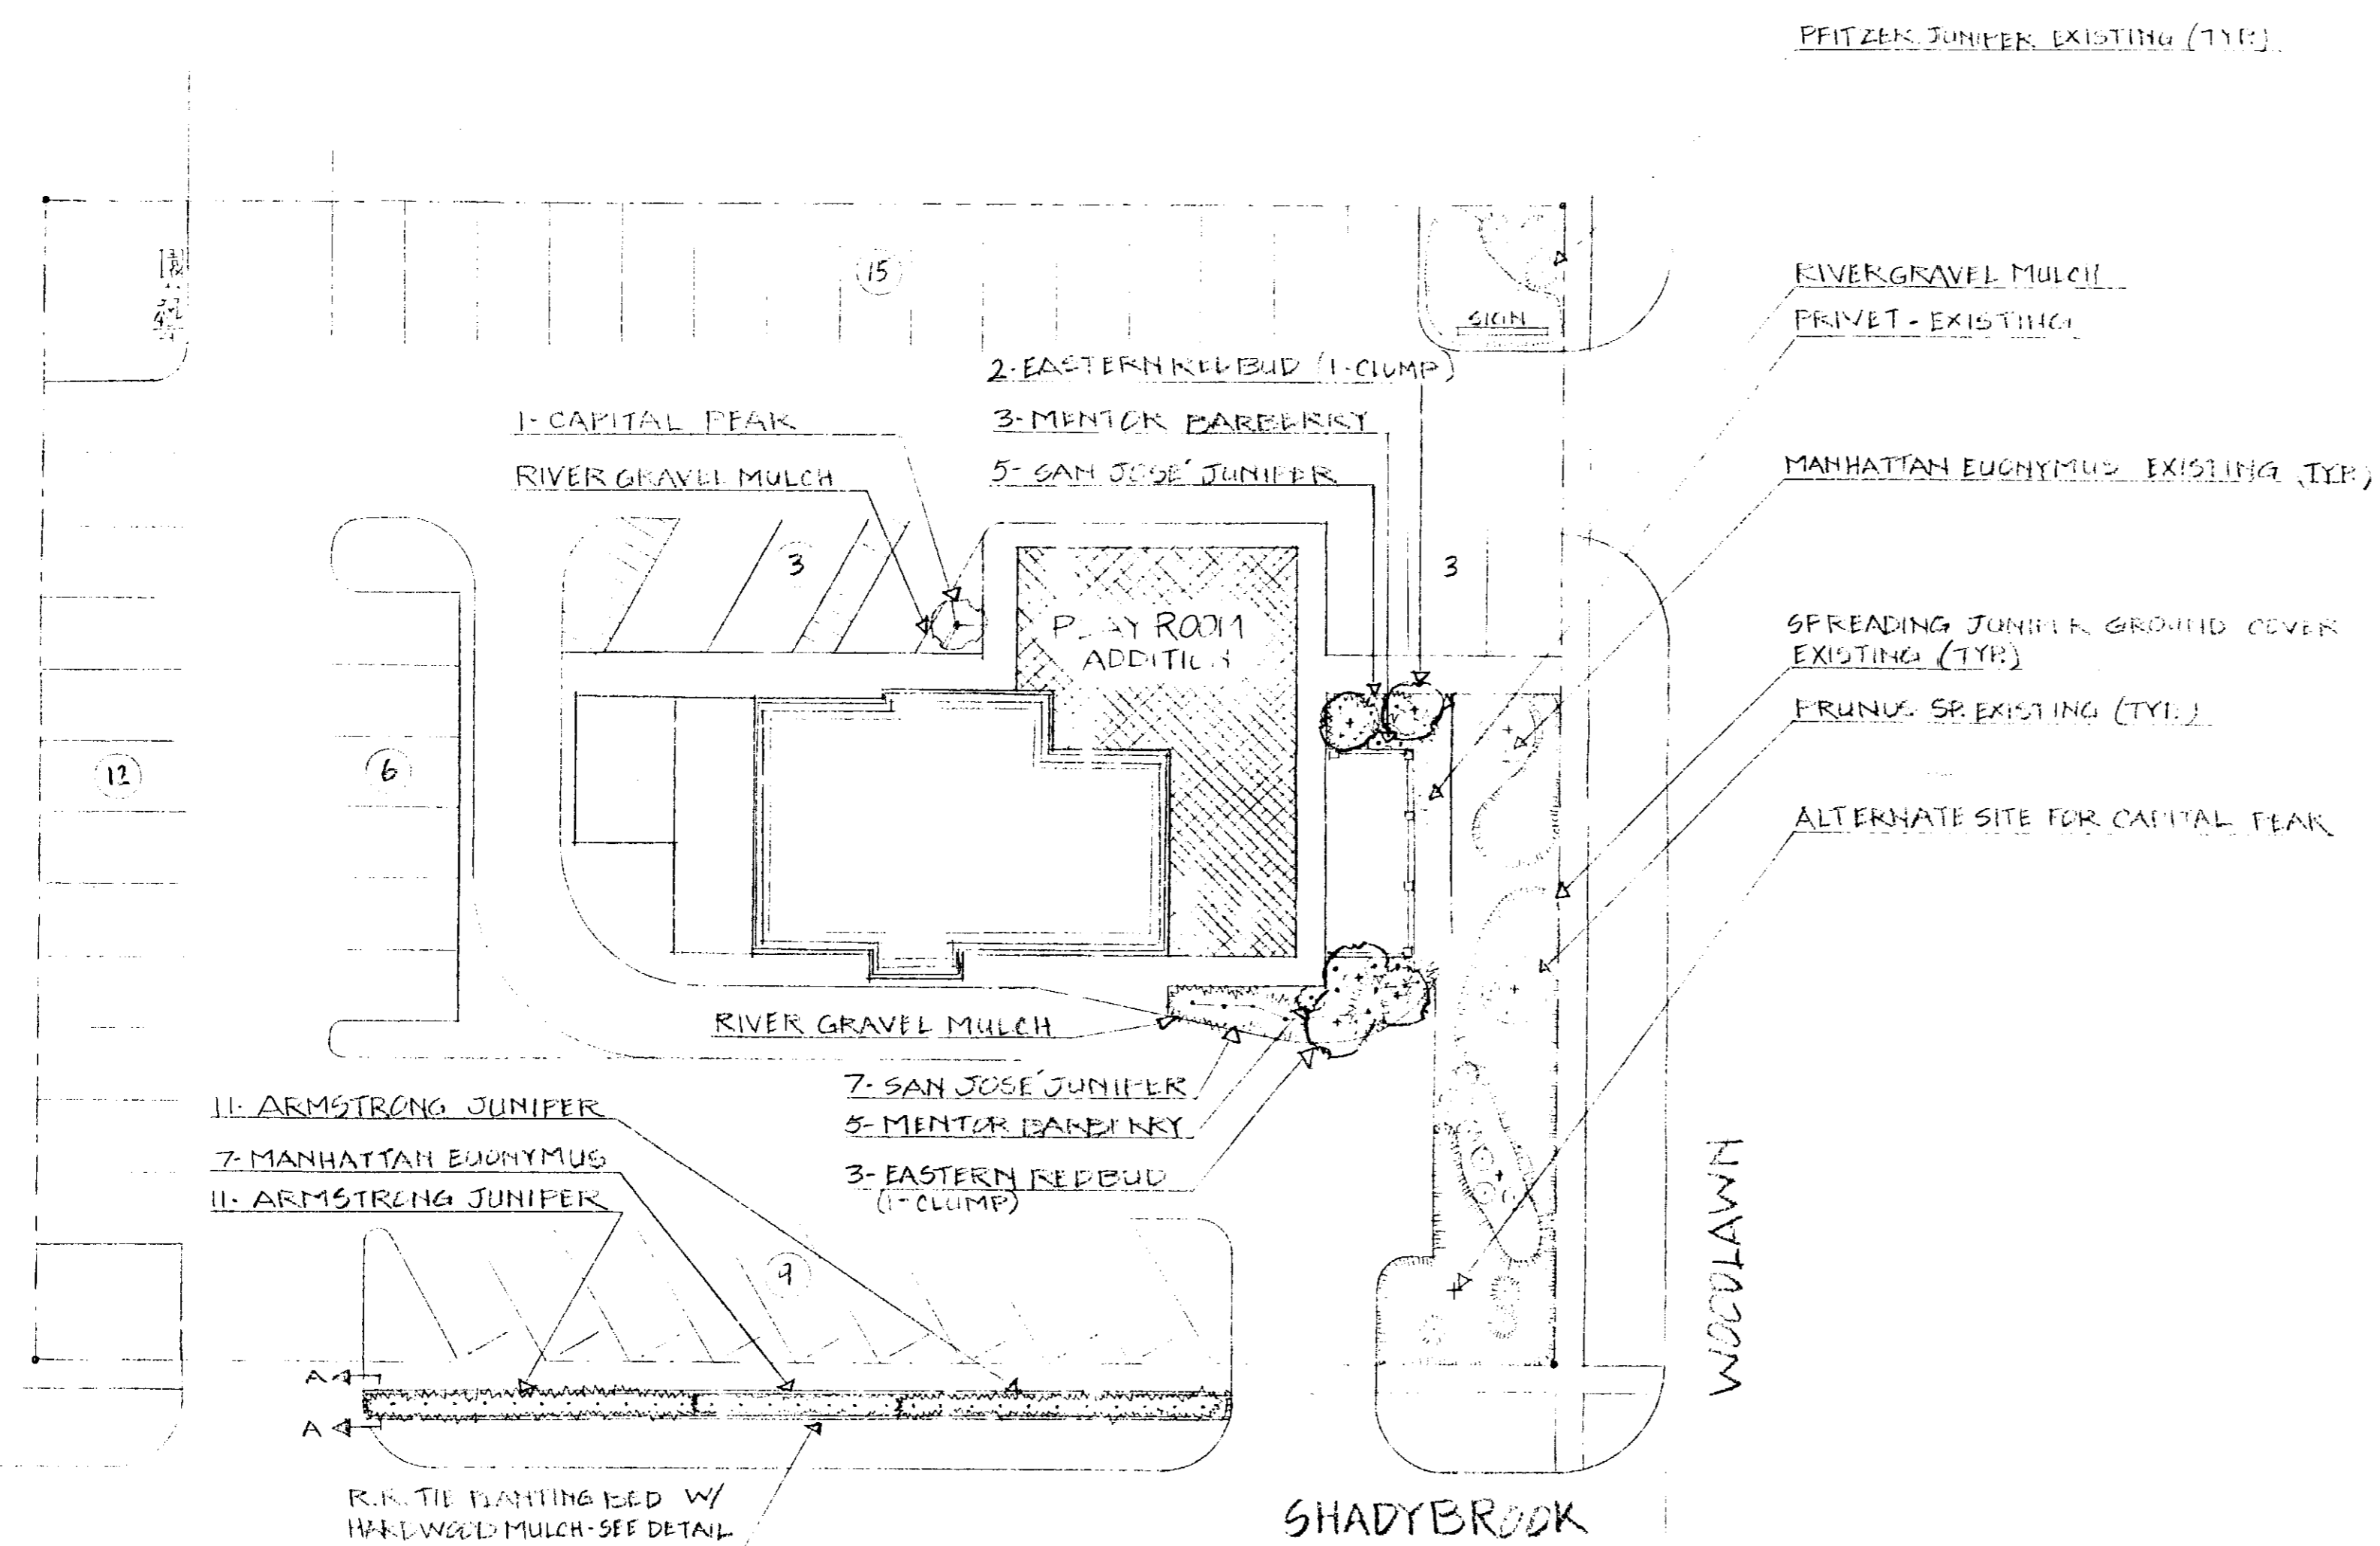 PFITZER JUNIPER EXISTING (TYP.)
15
SIGN
RIVERGRAVEL MULCH
PRIVET - EXISTING
2-EASTERN REDBUD (1-CLUMP)
1- CAPITAL PEAR
3-MENTOR BARBERRY
RIVER GRAVEL MULCH
5- SAN JOSÉ JUNIPER
MANHATTAN EUONYMUS EXISTING (TYP.)
3
3
PLAY ROOM
ADDITION
SPREADING JUNIPER GROUND COVER
EXISTING (TYP.)
PRUNUS SP. EXISTING (TYP.)
12
6
ALTERNATE SITE FOR CAPITAL PEAR
RIVER GRAVEL MULCH
7- SAN JOSÉ JUNIPER
5- MENTOR BARBERRY
3- EASTERN REDBUD
(1-CLUMP)
11- ARMSTRONG JUNIPER
7-MANHATTAN EUONYMUS
11- ARMSTRONG JUNIPER
9
WOODLAWN
A
A
R.R. TIE PLANTING BED W/
HARDWOOD MULCH-SEE DETAIL
SHADYBROOK